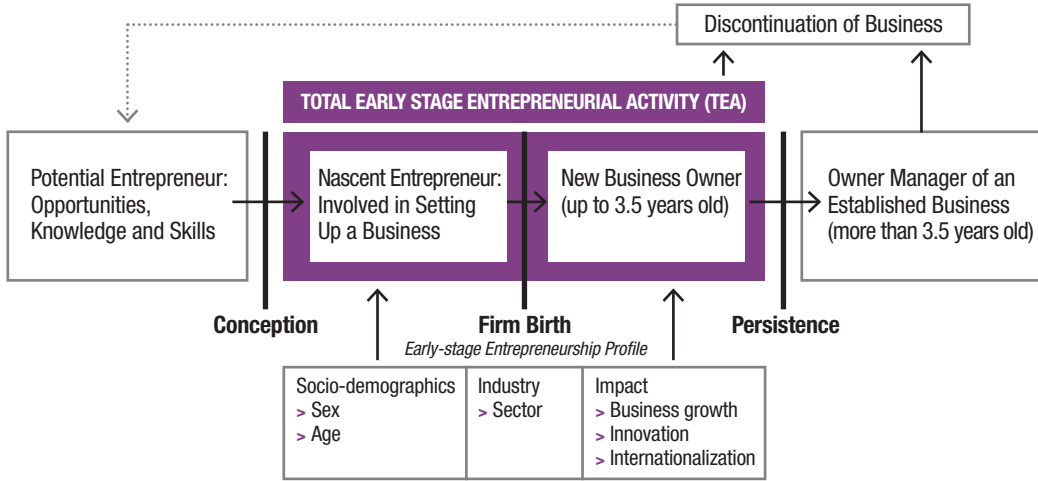 Discontinuation of Business
TOTAL EARLY STAGE ENTREPRENEURIAL ACTIVITY (TEA)
Potential Entrepreneur:
Opportunities,
Knowledge and Skills
Nascent Entrepreneur:
Involved in Setting
Up a Business
New Business Owner
(up to 3.5 years old)
Owner Manager of an
Established Business
(more than 3.5 years old)
Conception
Firm Birth
Persistence
Early-stage Entrepreneurship Profile
Socio-demographics
> Sex
> Age
Industry
> Sector
Impact
> Business growth
> Innovation
> Internationalization